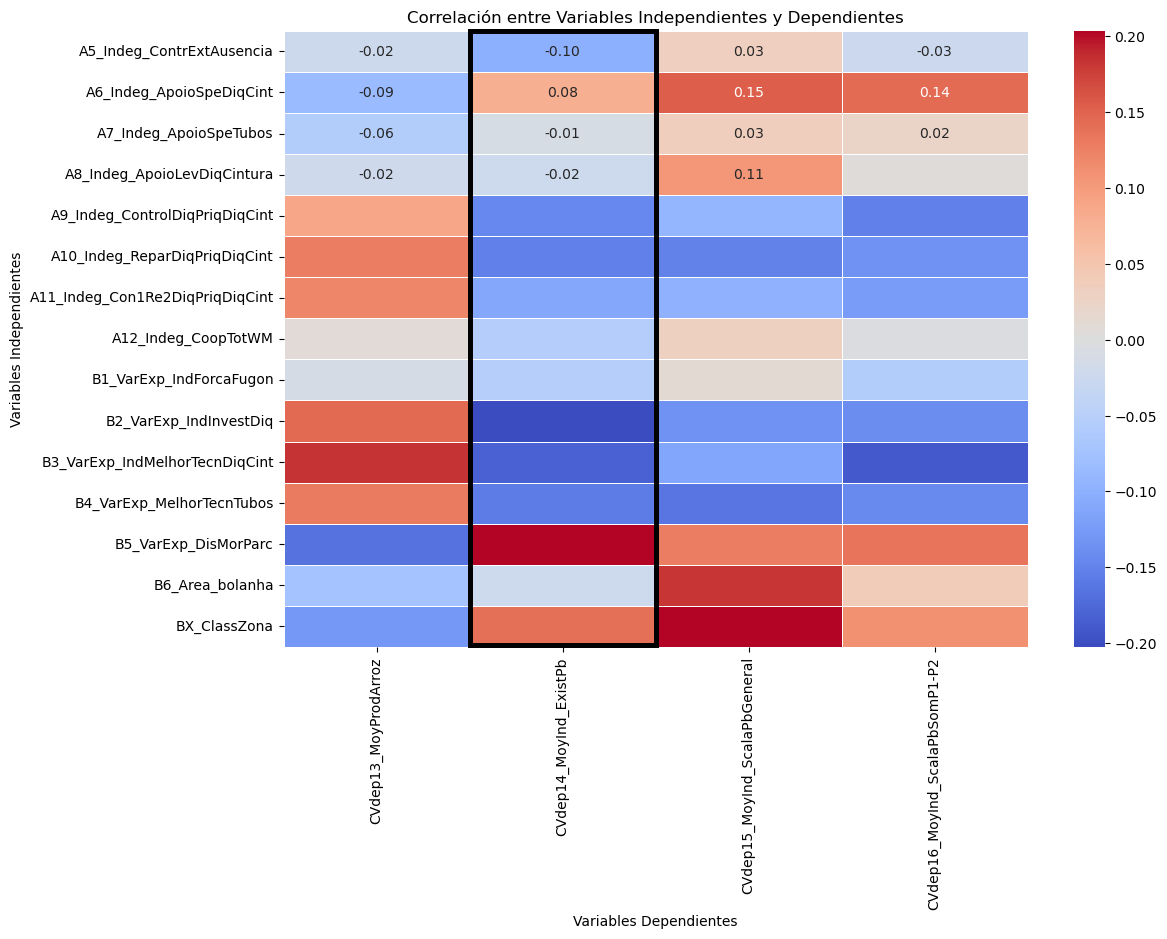 Correlación entre Variables Independientes y Dependientes
Variables Independientes
A5_Indeg_ContrExtAusencia -0.02 -0.10 0.03 -0.03
A6_Indeg_ApoioSpeDiqCint -0.09 0.08 0.15 0.14
A7_Indeg_ApoioSpeTubos -0.06 -0.01 0.03 0.02
A8_Indeg_ApoioLevDiqCintura -0.02 -0.02 0.11
A9_Indeg_ControlDiqPriqDiqCint
A10_Indeg_ReparDiqPriqDiqCint
A11_Indeg_Con1Re2DiqPriqDiqCint
A12_Indeg_CoopTotWM
B1_VarExp_IndForcaFugon
B2_VarExp_IndInvestDiq
B3_VarExp_IndMelhorTecnDiqCint
B4_VarExp_MelhorTecnTubos
B5_VarExp_DisMorParc
B6_Area_bolanha
BX_ClassZona
CVdep13_MoyProdArroz
CVdep14_MoyInd_ExistPb
CVdep15_MoyInd_ScalaPbGeneral
CVdep16_MoyInd_ScalaPbSomP1-P2
Variables Dependientes
0.20
0.15
0.10
0.05
0.00
−0.05
−0.10
−0.15
−0.20